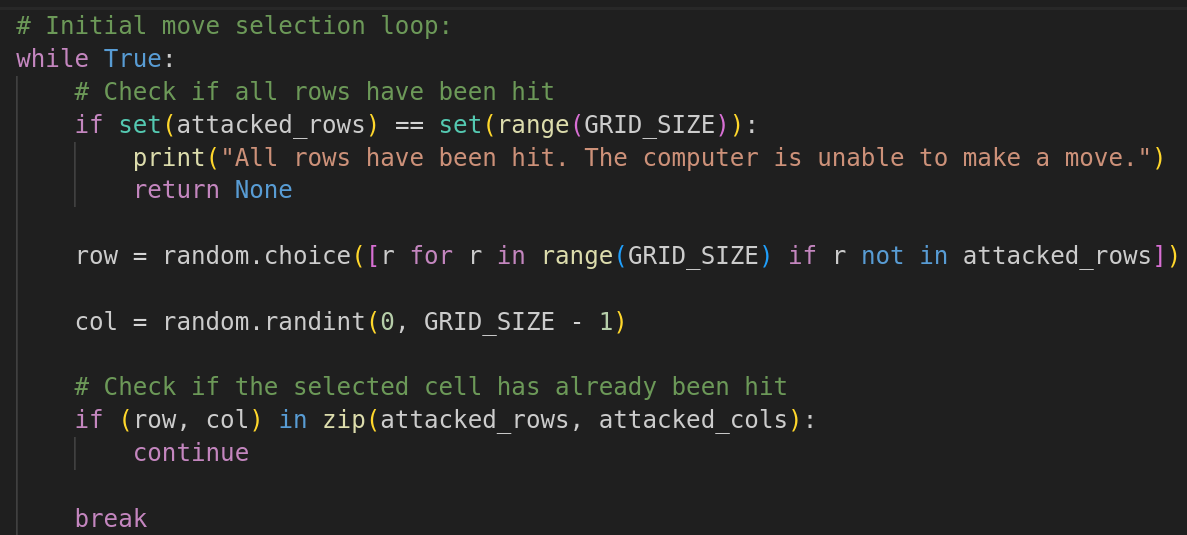 # Initial move selection loop:
while True:
    # Check if all rows have been hit
    if set(attacked_rows) == set(range(GRID_SIZE)):
        print("All rows have been hit. The computer is unable to make a move.")
        return None

    row = random.choice([r for r in range(GRID_SIZE) if r not in attacked_rows])

    col = random.randint(0, GRID_SIZE - 1)

    # Check if the selected cell has already been hit
    if (row, col) in zip(attacked_rows, attacked_cols):
        continue

    break